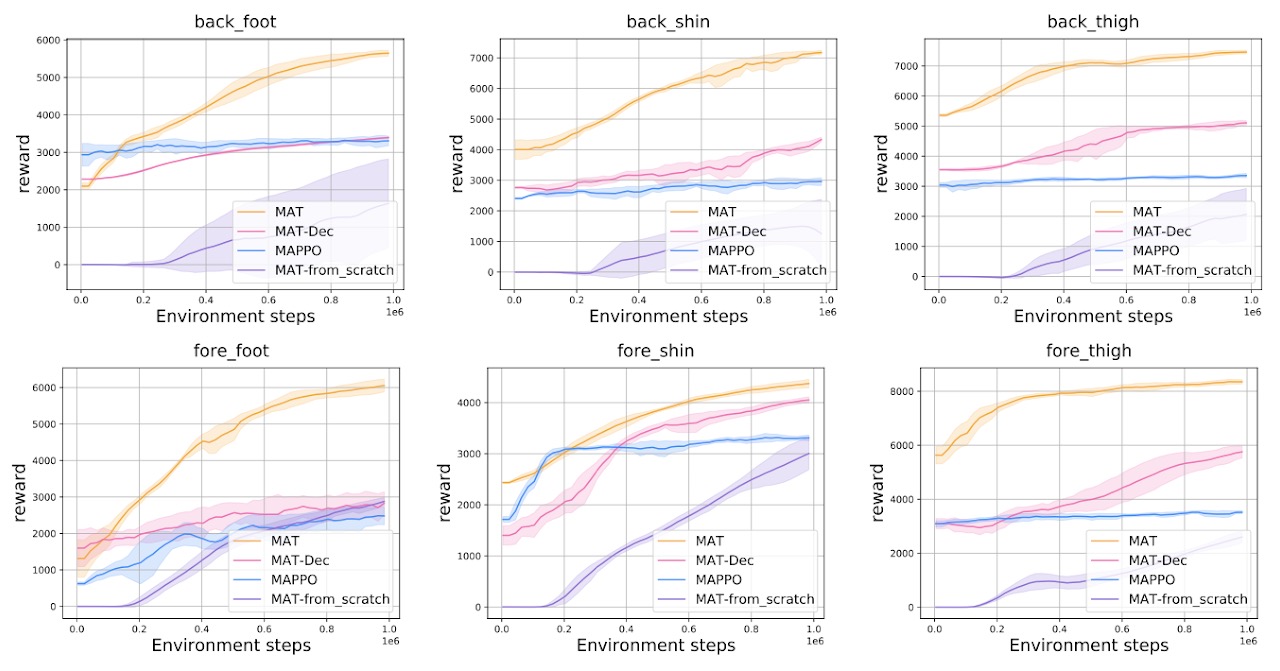 back_foot
6000
5000
4000
3000
2000
1000
0
reward
MAT
MAT-Dec
MAPPO
MAT-from_scratch
0.0 0.2 0.4 0.6 0.8 1.0
1e6
Environment steps
back_shin
7000
6000
5000
4000
3000
2000
1000
0
reward
MAT
MAT-Dec
MAPPO
MAT-from_scratch
0.0 0.2 0.4 0.6 0.8 1.0
1e6
Environment steps
back_thigh
7000
6000
5000
4000
3000
2000
1000
0
reward
MAT
MAT-Dec
MAPPO
MAT-from_scratch
0.0 0.2 0.4 0.6 0.8 1.0
1e6
Environment steps
fore_foot
6000
5000
4000
3000
2000
1000
0
reward
MAT
MAT-Dec
MAPPO
MAT-from_scratch
0.0 0.2 0.4 0.6 0.8 1.0
1e6
Environment steps
fore_shin
4000
3000
2000
1000
0
reward
MAT
MAT-Dec
MAPPO
MAT-from_scratch
0.0 0.2 0.4 0.6 0.8 1.0
1e6
Environment steps
fore_thigh
8000
6000
4000
2000
0
reward
MAT
MAT-Dec
MAPPO
MAT-from_scratch
0.0 0.2 0.4 0.6 0.8 1.0
1e6
Environment steps